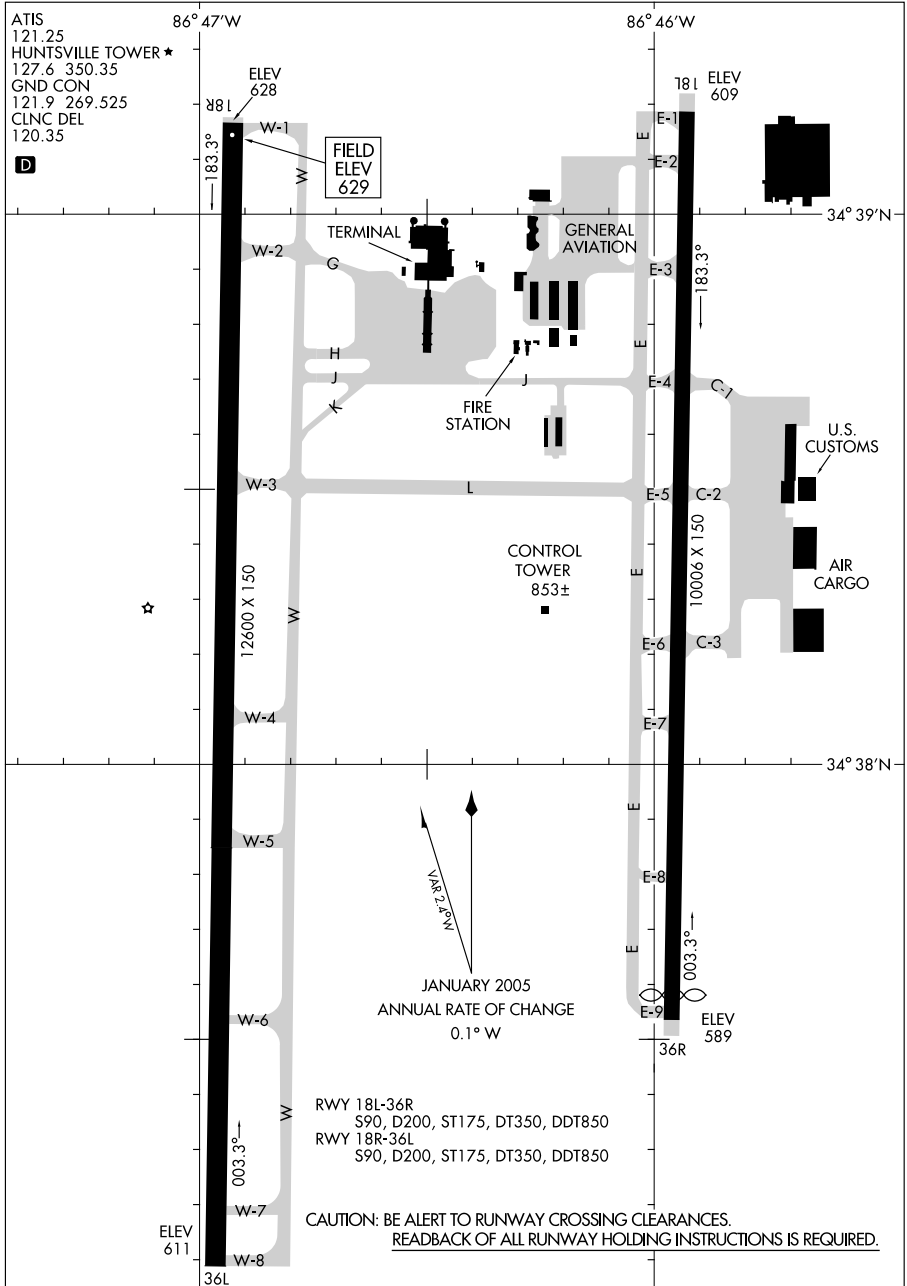 ATIS
121.25
HUNTSVILLE TOWER ★
127.6 350.35
GND CON
121.9 269.525
CLNC DEL
120.35
D
86°47'W
86°46'W
ELEV
628
18R
183.3°
W-1
W
FIELD
ELEV
629
18L
ELEV
609
E-1
E
E-2
34°39'N
TERMINAL
GENERAL
AVIATION
W-2
G
E-3
183.3°
H
J
K
E
J
E-4
C-1
FIRE
STATION
U.S.
CUSTOMS
W-3
L
E-5
C-2
10006 X 150
CONTROL
TOWER
853±
E
AIR
CARGO
12600 X 150
W
E-6
C-3
W-4
E-7
34°38'N
E
W-5
VAR 2.4°W
E-8
E
003.3°
JANUARY 2005
ANNUAL RATE OF CHANGE
0.1° W
W-6
E-9
ELEV
589
36R
W
RWY 18L-36R
S90, D200, ST175, DT350, DDT850
RWY 18R-36L
S90, D200, ST175, DT350, DDT850
003.3°
W-7
CAUTION: BE ALERT TO RUNWAY CROSSING CLEARANCES.
READBACK OF ALL RUNWAY HOLDING INSTRUCTIONS IS REQUIRED.
ELEV
611
W-8
36L